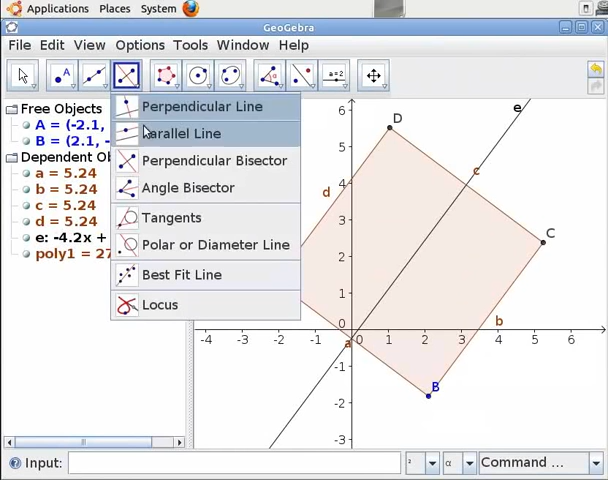 Applications Places System
GeoGebra
File Edit View Options Tools Window Help
A a=2
Free Objects
A = (-2.1,
B = (2.1, -
Dependent Ob
a = 5.24
b = 5.24
c = 5.24
d = 5.24
e: -4.2x +
poly1 = 27
Perpendicular Line
Parallel Line
Perpendicular Bisector
Angle Bisector
Tangents
Polar or Diameter Line
Best Fit Line
Locus
6
e
D
5
4
c
d
3
C
2
1
b
0
-4 -3 -2 -1 0 1 2 3 4 5 6
a
-1
B
-2
-3
Input: ² α Command ...